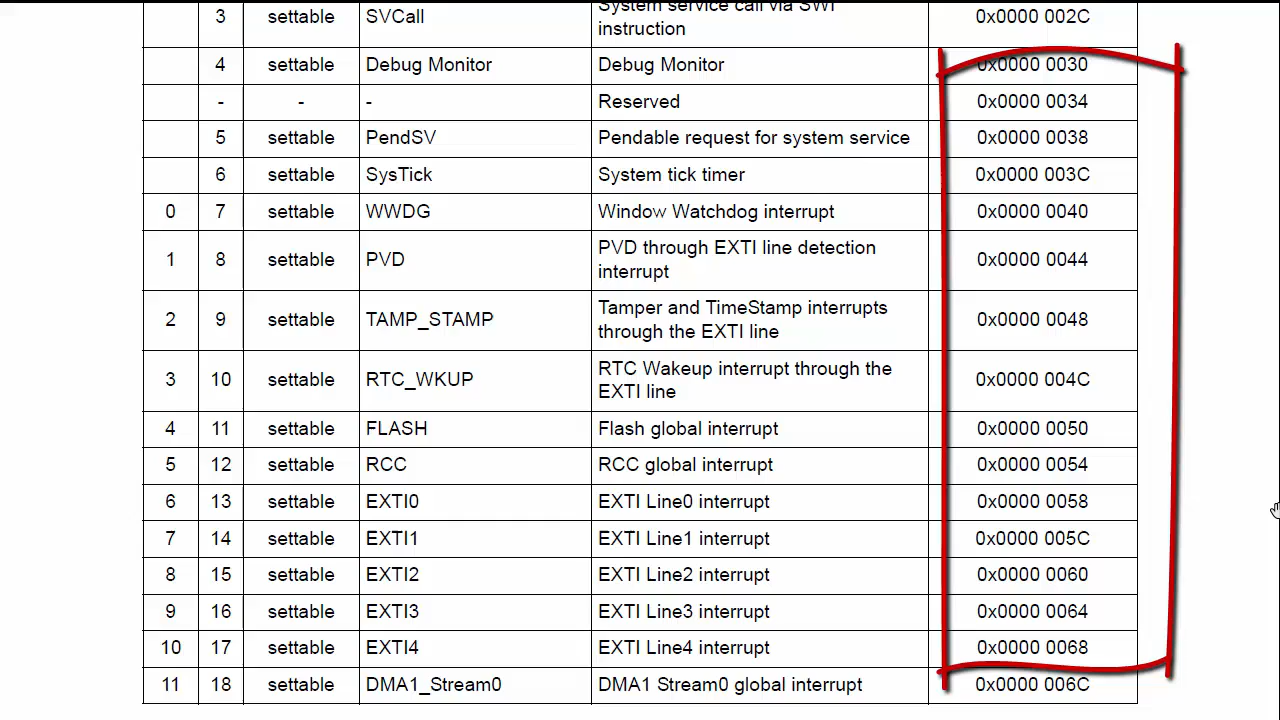 3 settable SVCall System service call via SWI instruction 0x0000 002C
4 settable Debug Monitor Debug Monitor 0x0000 0030
- - - Reserved 0x0000 0034
5 settable PendSV Pendable request for system service 0x0000 0038
6 settable SysTick System tick timer 0x0000 003C
0 7 settable WWDG Window Watchdog interrupt 0x0000 0040
1 8 settable PVD PVD through EXTI line detection interrupt 0x0000 0044
2 9 settable TAMP_STAMP Tamper and TimeStamp interrupts through the EXTI line 0x0000 0048
3 10 settable RTC_WKUP RTC Wakeup interrupt through the EXTI line 0x0000 004C
4 11 settable FLASH Flash global interrupt 0x0000 0050
5 12 settable RCC RCC global interrupt 0x0000 0054
6 13 settable EXTI0 EXTI Line0 interrupt 0x0000 0058
7 14 settable EXTI1 EXTI Line1 interrupt 0x0000 005C
8 15 settable EXTI2 EXTI Line2 interrupt 0x0000 0060
9 16 settable EXTI3 EXTI Line3 interrupt 0x0000 0064
10 17 settable EXTI4 EXTI Line4 interrupt 0x0000 0068
11 18 settable DMA1_Stream0 DMA1 Stream0 global interrupt 0x0000 006C